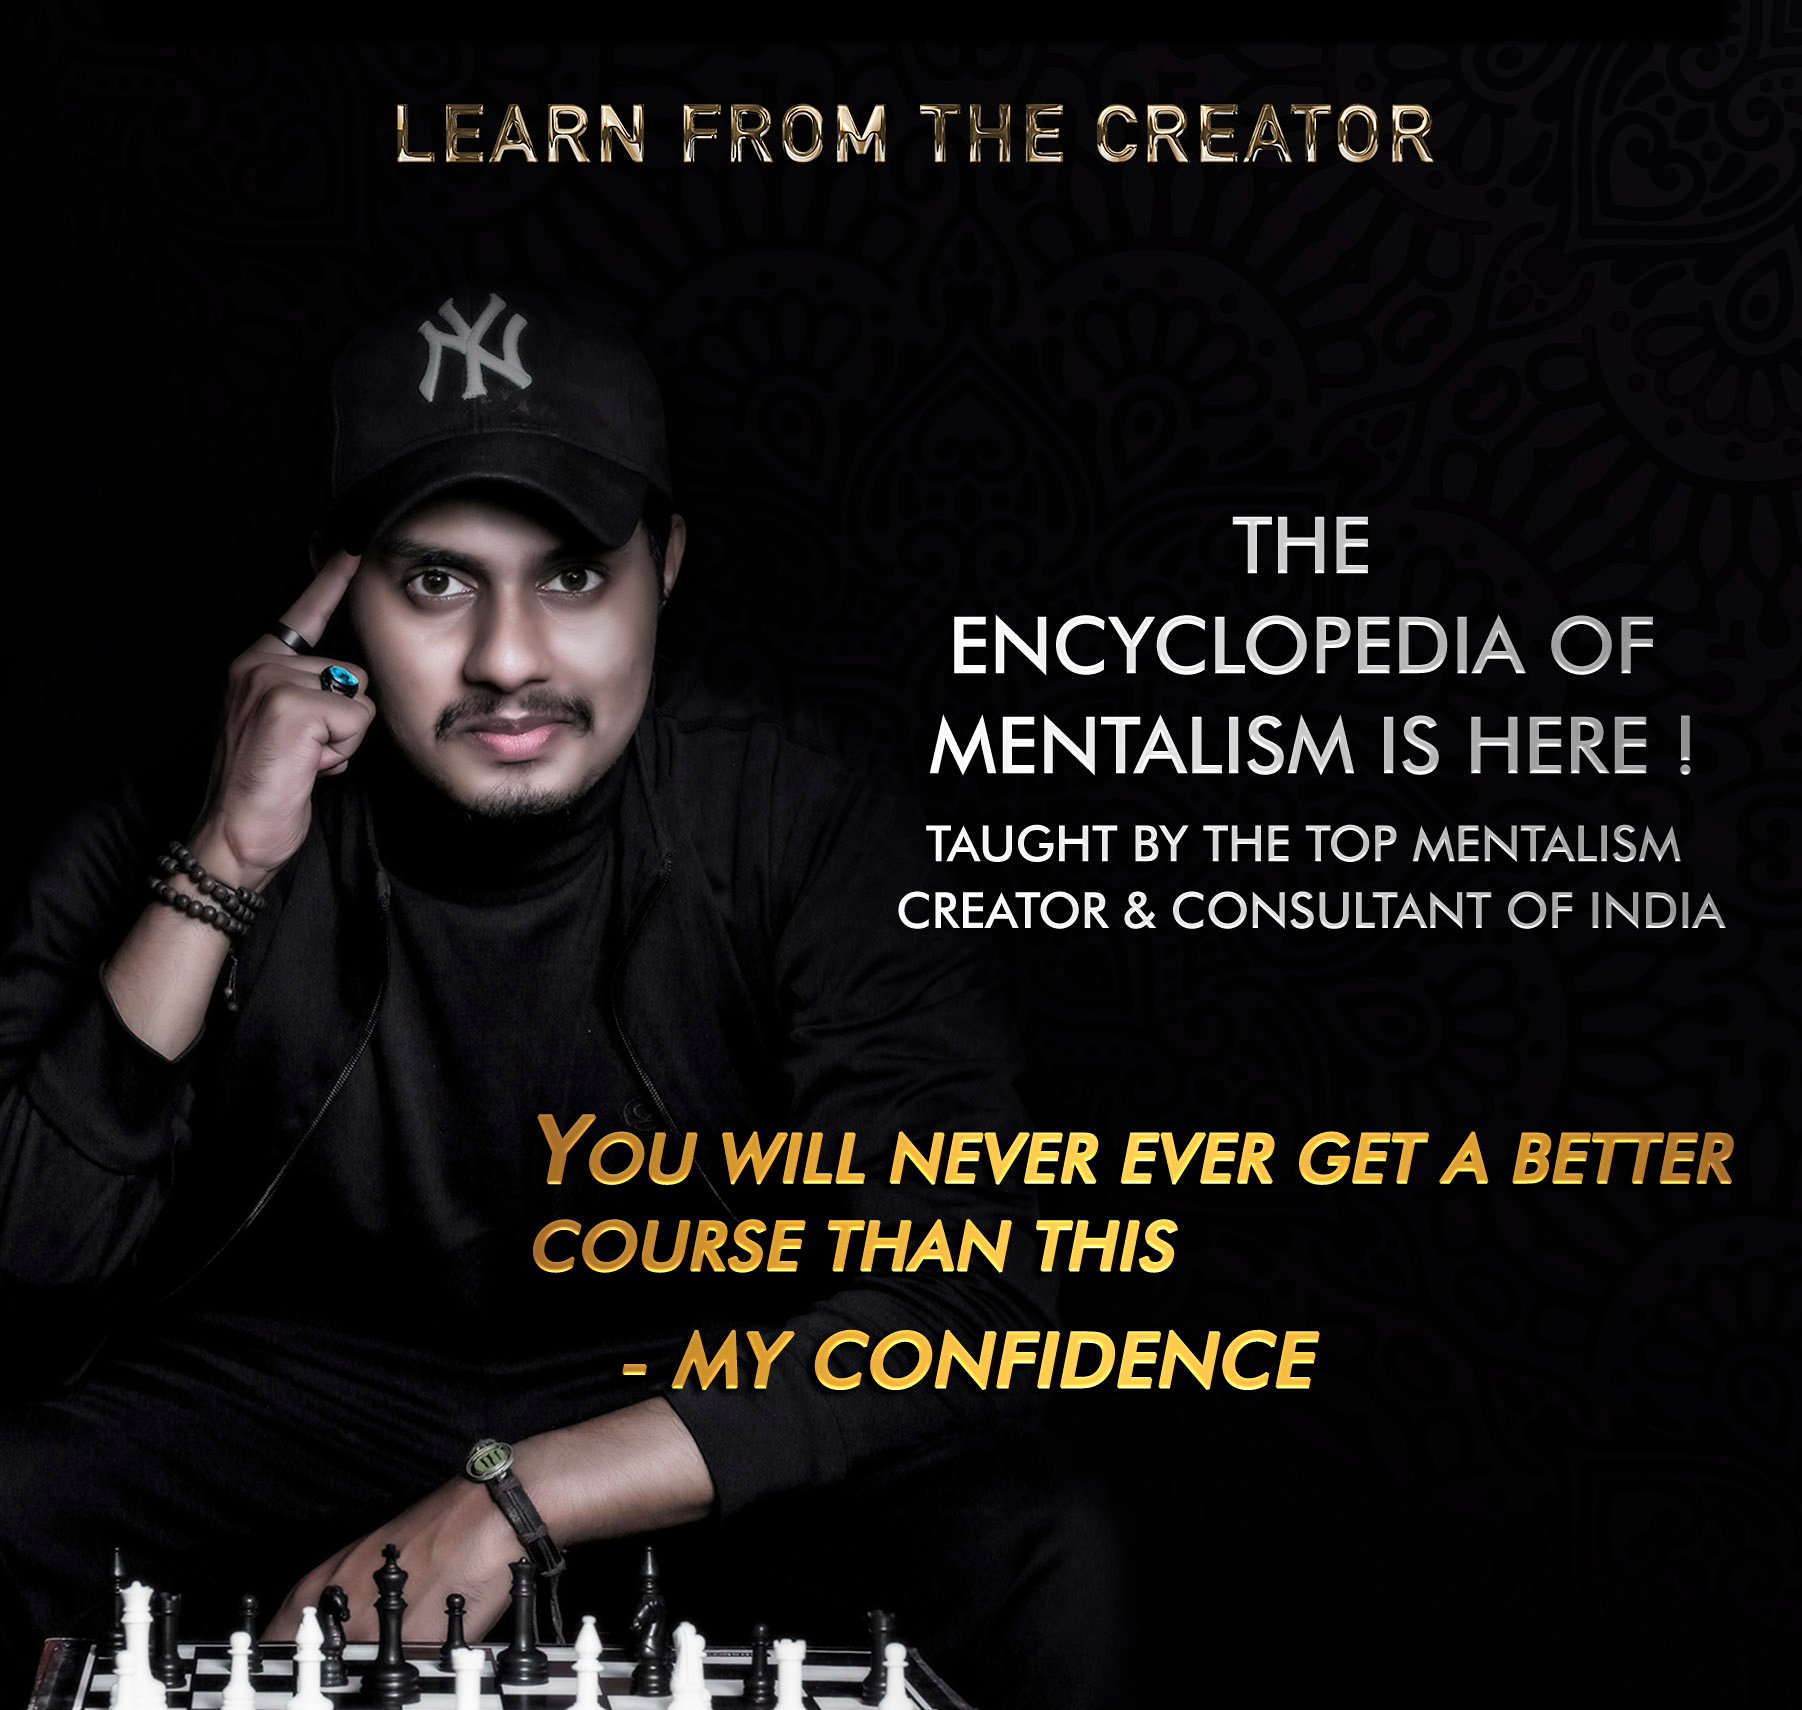 LEARN FROM THE CREATOR
NY
THE
ENCYCLOPEDIA OF
MENTALISM IS HERE !
TAUGHT BY THE TOP MENTALISM
CREATOR & CONSULTANT OF INDIA
YOU WILL NEVER EVER GET A BETTER
COURSE THAN THIS
- MY CONFIDENCE